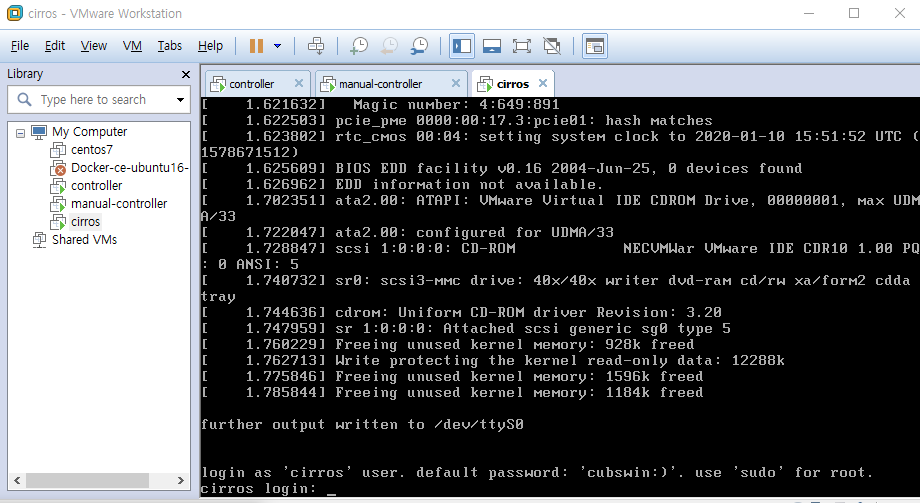 cirros - VMware Workstation
File Edit View VM Tabs Help
Library
Type here to search
My Computer
centos7
Docker-ce-ubuntu16-
controller
manual-controller
cirros
Shared VMs
controller
manual-controller
cirros
[    1.621632]   Magic number: 4:649:891
[    1.622503] pcie_pme 0000:00:17.3:pcie01: hash matches
[    1.623802] rtc_cmos 00:04: setting system clock to 2020-01-10 15:51:52 UTC (
1578671512)
[    1.625609] BIOS EDD facility v0.16 2004-Jun-25, 0 devices found
[    1.626962] EDD information not available.
[    1.702351] ata2.00: ATAPI: VMware Virtual IDE CDROM Drive, 00000001, max UDM
A/33
[    1.722047] ata2.00: configured for UDMA/33
[    1.728847] scsi 1:0:0:0: CD-ROM            NECVMWar VMware IDE CDR10 1.00 PQ
: 0 ANSI: 5
[    1.740732] sr0: scsi3-mmc drive: 40x/40x writer dvd-ram cd/rw xa/form2 cdda
tray
[    1.744636] cdrom: Uniform CD-ROM driver Revision: 3.20
[    1.747959] sr 1:0:0:0: Attached scsi generic sg0 type 5
[    1.760229] Freeing unused kernel memory: 928k freed
[    1.762713] Write protecting the kernel read-only data: 12288k
[    1.775846] Freeing unused kernel memory: 1596k freed
[    1.785844] Freeing unused kernel memory: 1184k freed
further output written to /dev/ttyS0
login as 'cirros' user. default password: 'cubswin:)'. use 'sudo' for root.
cirros login: _